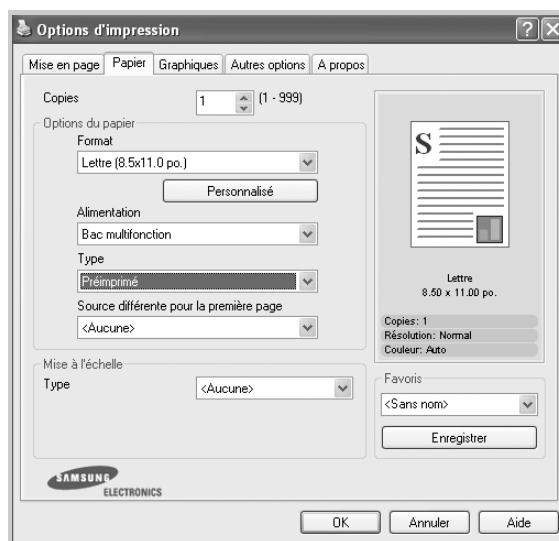 Options d'impression
Mise en page Papier Graphiques Autres options A propos
Copies 1 (1 - 999)
Options du papier
Format
Lettre (8.5x11.0 po.)
Personnalisé
Alimentation
Bac multifonction
Type
Préimprimé
Source différente pour la première page
<Aucune>
Mise à l'échelle
Type <Aucune>
S
Lettre
8.50 x 11.00 po.
Copies: 1
Résolution: Normal
Couleur: Auto
Favoris
<Sans nom>
Enregistrer
SAMSUNG
ELECTRONICS
OK Annuler Aide